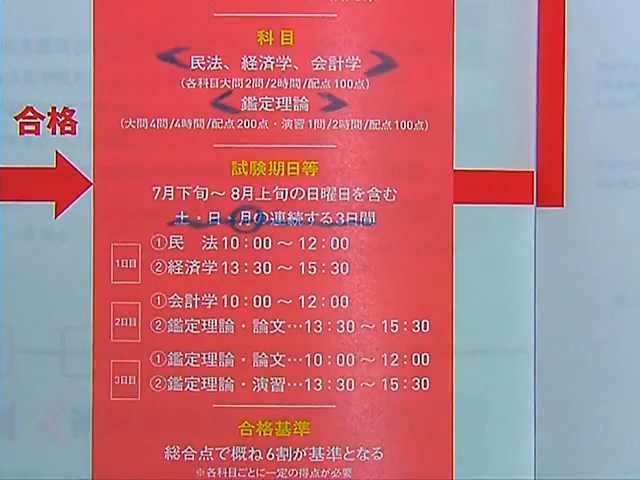 科目
民法、経済学、会計学
(各科目大問2問/2時間/配点100点)
鑑定理論
(大問4問/4時間/配点200点・演習1問/2時間/配点100点)
合格
試験期日等
7月下旬～8月上旬の日曜日を含む
土・日・月の連続する3日間
1日目
①民 法10:00～12:00
②経済学13:30～15:30
2日目
①会計学10:00～12:00
②鑑定理論・論文…13:30～15:30
3日目
①鑑定理論・論文…10:00～12:00
②鑑定理論・演習…13:30～15:30
合格基準
総合点で概ね6割が基準となる
※各科目ごとに一定の得点が必要